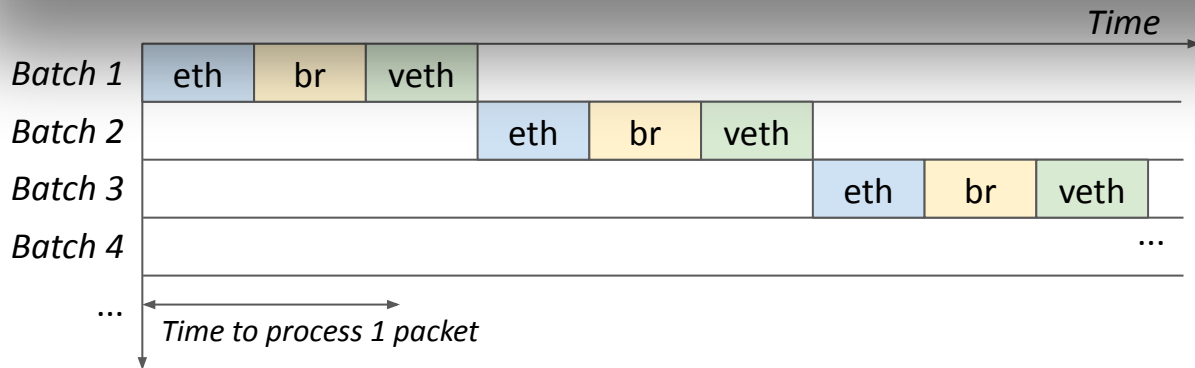 Time
Batch 1 eth br veth
Batch 2 eth br veth
Batch 3 eth br veth
Batch 4 ...
...
Time to process 1 packet